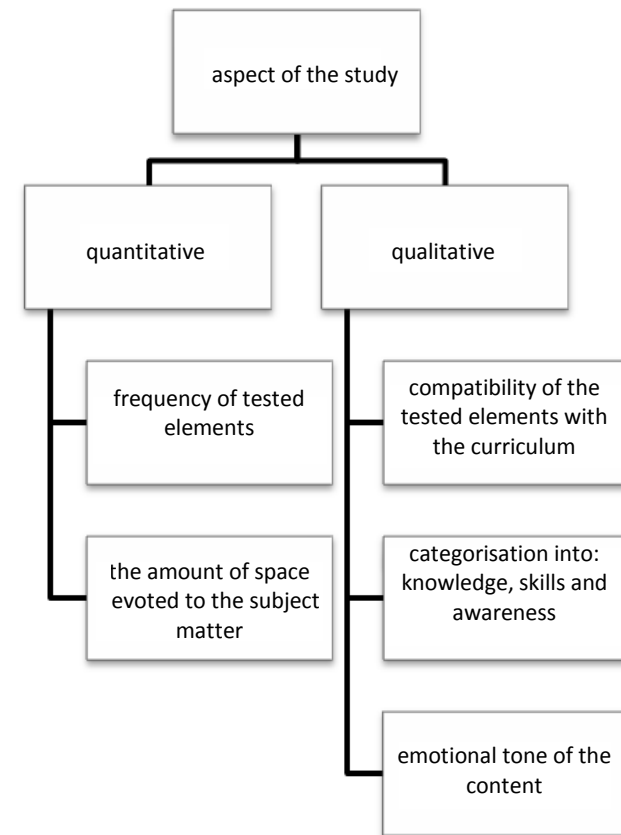 aspect of the study
quantitative
qualitative
frequency of tested
elements
the amount of space
evoted to the subject
matter
compatibility of the
tested elements with
the curriculum
categorisation into:
knowledge, skills and
awareness
emotional tone of the
content